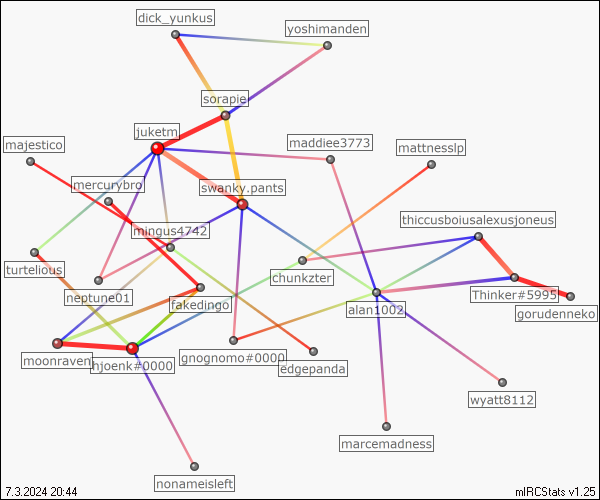 dick_yunkus
yoshimanden
sorapie
juketm
maddiee3773
majestico
mattnesslp
mercurybro
swanky.pants
thiccusboiusalexusjoneus
mingus4742
turtelious
chunkzter
neptune01
fakedingo
Thinker#5995
alan1002
gorudenneko
moonraven
hjoenk#0000
gnognomo#0000
edgepanda
wyatt8112
marcemadness
nonameisleft
7.3.2024 20:44
mIRCStats v1.25